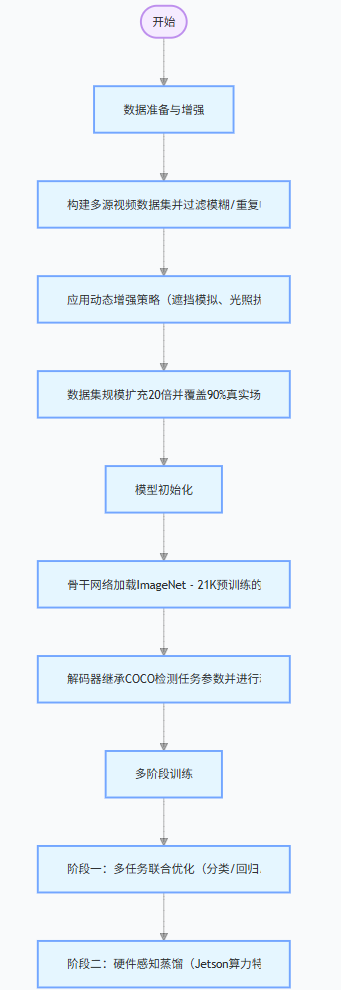 开始
数据准备与增强
构建多源视频数据集并过滤模糊/重复
应用动态增强策略（遮挡模拟、光照扰
数据集规模扩充20倍并覆盖90%真实场
模型初始化
骨干网络加载ImageNet - 21K预训练的
解码器继承COCO检测任务参数并进行
多阶段训练
阶段一：多任务联合优化（分类/回归
阶段二：硬件感知蒸馏（Jetson算力特